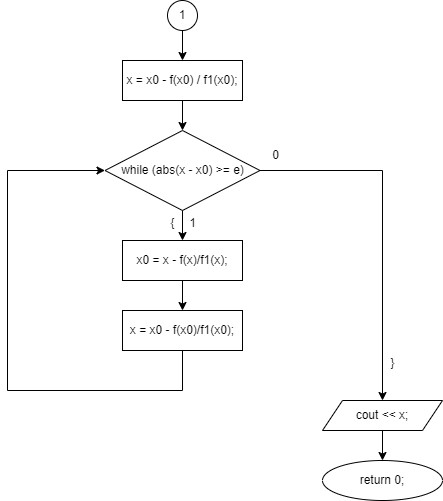 1
x = x0 - f(x0) / f1(x0);
while (abs(x - x0) >= e)
0
{
1
x0 = x - f(x)/f1(x);
x = x0 - f(x0)/f1(x0);
}
cout << x;
return 0;